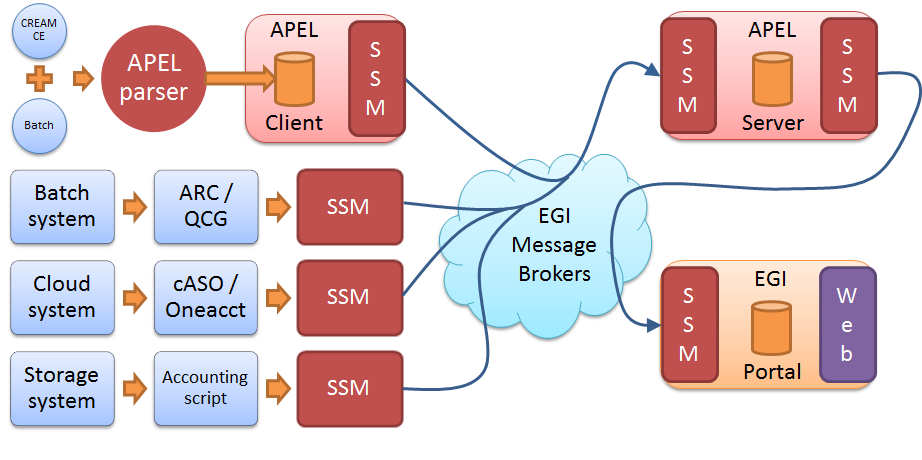 CREAM
CE
Batch
APEL
parser
APEL
Client
S
S
M
Batch
system
ARC /
QCG
SSM
Cloud
system
cASO /
Oneacct
SSM
Storage
system
Accounting
script
SSM
EGI
Message
Brokers
S
S
M
APEL
Server
S
S
M
S
S
M
EGI
Portal
W
e
b